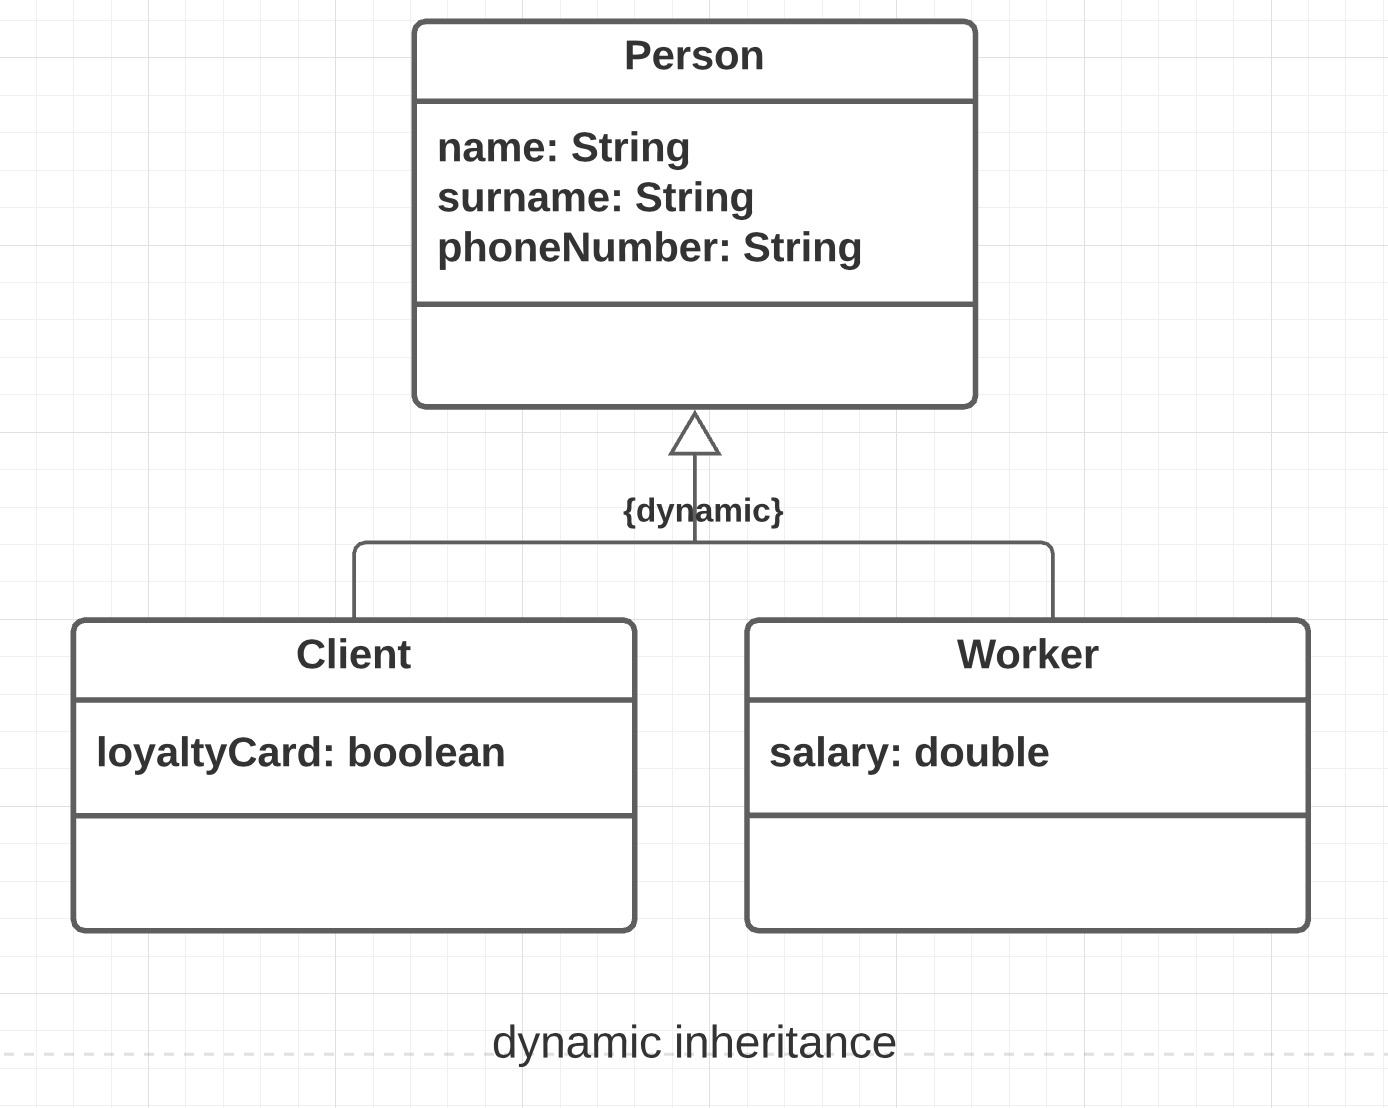 Person
name: String
surname: String
phoneNumber: String
{dynamic}
Client
loyaltyCard: boolean
Worker
salary: double
dynamic inheritance